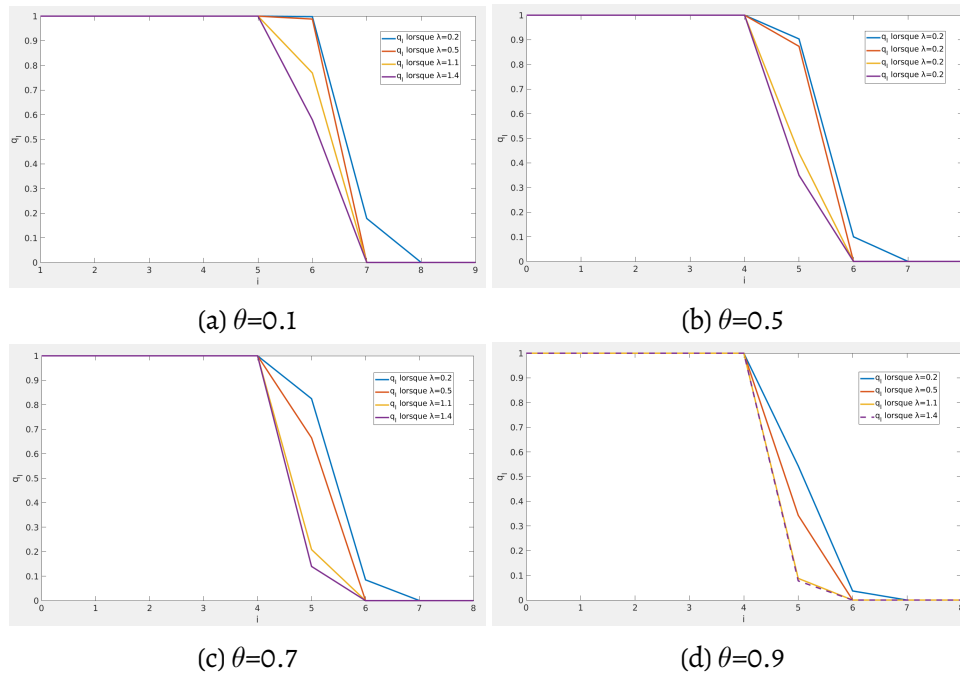 1
0.9
0.8
0.7
0.6
0.5
0.4
0.3
0.2
0.1
0
q_i
q_i lorsque λ=0.2
q_i lorsque λ=0.5
q_i lorsque λ=1.1
q_i lorsque λ=1.4
1 2 3 4 5 6 7 8 9
i
(a) θ=0.1
1
0.9
0.8
0.7
0.6
0.5
0.4
0.3
0.2
0.1
0
q_i
q_i lorsque λ=0.2
q_i lorsque λ=0.2
q_i lorsque λ=0.2
q_i lorsque λ=0.2
0 1 2 3 4 5 6 7 8
i
(b) θ=0.5
1
0.9
0.8
0.7
0.6
0.5
0.4
0.3
0.2
0.1
0
q_i
q_i lorsque λ=0.2
q_i lorsque λ=0.5
q_i lorsque λ=1.1
q_i lorsque λ=1.4
0 1 2 3 4 5 6 7 8
i
(c) θ=0.7
1
0.9
0.8
0.7
0.6
0.5
0.4
0.3
0.2
0.1
0
q_i
q_i lorsque λ=0.2
q_i lorsque λ=0.5
q_i lorsque λ=1.1
q_i lorsque λ=1.4
0 1 2 3 4 5 6 7 8
i
(d) θ=0.9